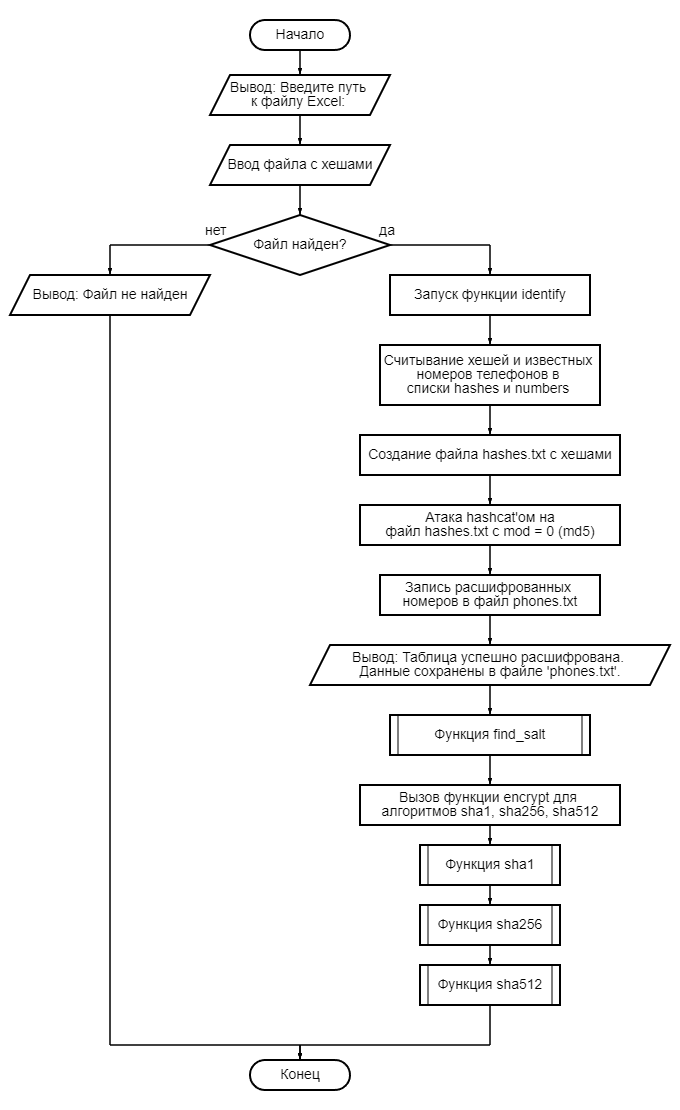 Начало
Вывод: Введите путь
к файлу Excel:
Ввод файла с хешами
нет
да
Файл найден?
Вывод: Файл не найден
Запуск функции identify
Считывание хешей и известных
номеров телефонов в
списки hashes и numbers
Создание файла hashes.txt с хешами
Атака hashcat'ом на
файл hashes.txt с mod = 0 (md5)
Запись расшифрованных
номеров в файл phones.txt
Вывод: Таблица успешно расшифрована.
Данные сохранены в файле 'phones.txt'.
Функция find_salt
Вызов функции encrypt для
алгоритмов sha1, sha256, sha512
Функция sha1
Функция sha256
Функция sha512
Конец